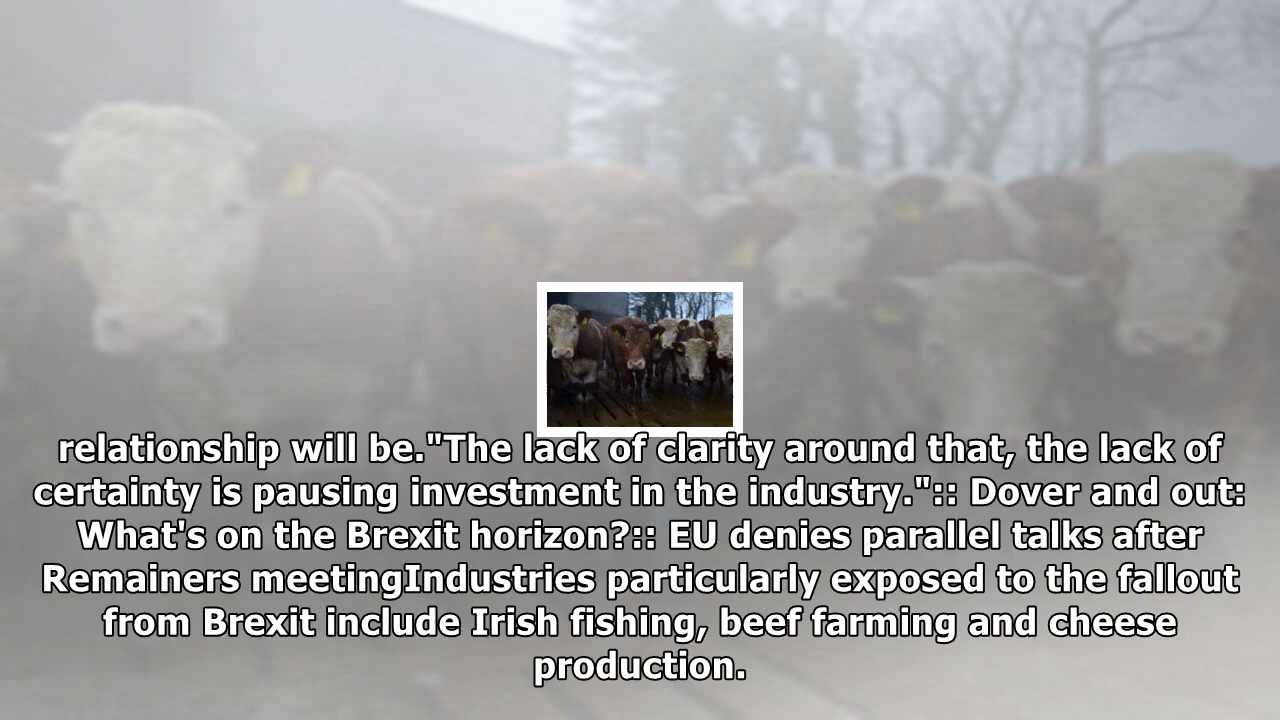 relationship will be."The lack of clarity around that, the lack of
certainty is pausing investment in the industry.":: Dover and out:
What's on the Brexit horizon?:: EU denies parallel talks after
Remainers meetingIndustries particularly exposed to the fallout
from Brexit include Irish fishing, beef farming and cheese
production.